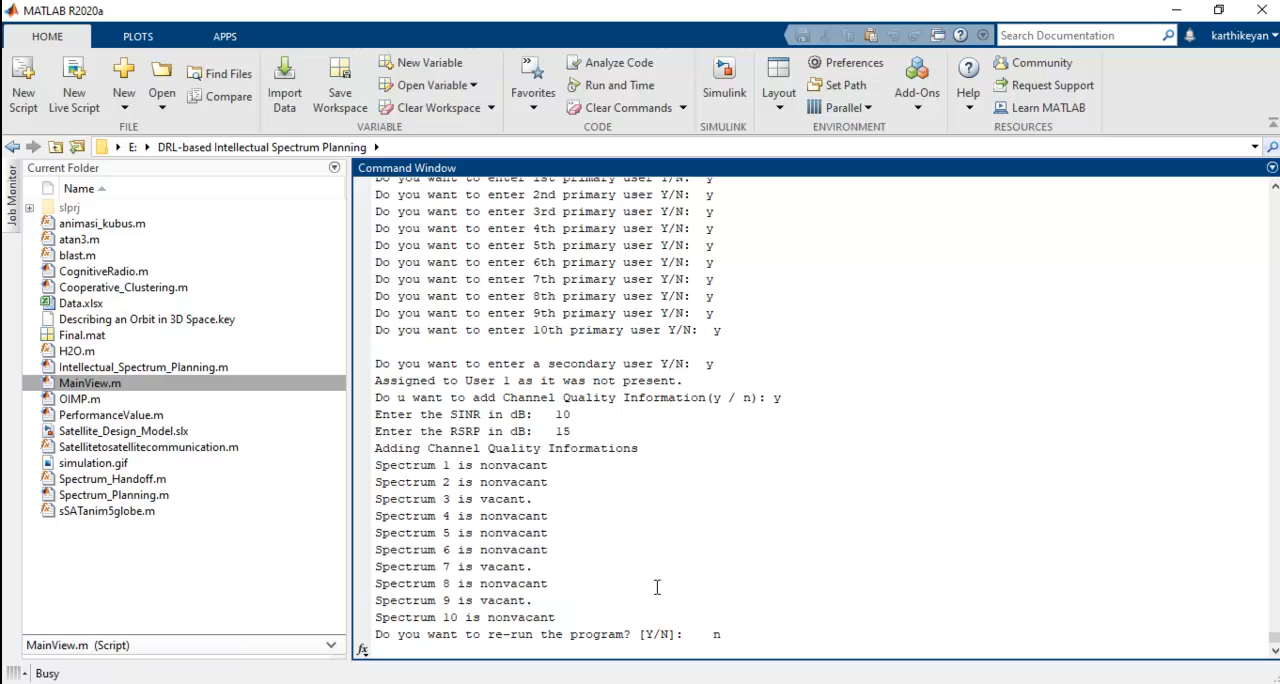 MATLAB R2020a
HOME PLOTS APPS
Search Documentation
karthikeyan
New Script
New Live Script
New
Open
Find Files
Compare
FILE
Import Data
Save Workspace
New Variable
Open Variable
Clear Workspace
VARIABLE
Favorites
Analyze Code
Run and Time
Clear Commands
CODE
Simulink
SIMULINK
Layout
Preferences
Set Path
Parallel
Add-Ons
ENVIRONMENT
Help
Community
Request Support
Learn MATLAB
RESOURCES
E: DRL-based Intellectual Spectrum Planning
Job Monitor
Current Folder
Name
slprj
animasi_kubus.m
atan3.m
blast.m
CognitiveRadio.m
Cooperative_Clustering.m
Data.xlsx
Describing an Orbit in 3D Space.key
Final.mat
H2O.m
Intellectual_Spectrum_Planning.m
MainView.m
OIMP.m
PerformanceValue.m
Satellite_Design_Model.slx
Satellitetosatellitecommunication.m
simulation.gif
Spectrum_Handoff.m
Spectrum_Planning.m
sSATanim5globe.m
MainView.m (Script)
Command Window
Do you want to enter 1st primary user Y/N: y
Do you want to enter 2nd primary user Y/N: y
Do you want to enter 3rd primary user Y/N: y
Do you want to enter 4th primary user Y/N: y
Do you want to enter 5th primary user Y/N: y
Do you want to enter 6th primary user Y/N: y
Do you want to enter 7th primary user Y/N: y
Do you want to enter 8th primary user Y/N: y
Do you want to enter 9th primary user Y/N: y
Do you want to enter 10th primary user Y/N: y
Do you want to enter a secondary user Y/N: y
Assigned to User 1 as it was not present.
Do u want to add Channel Quality Information(y / n): y
Enter the SINR in dB: 10
Enter the RSRP in dB: 15
Adding Channel Quality Informations
Spectrum 1 is nonvacant
Spectrum 2 is nonvacant
Spectrum 3 is vacant.
Spectrum 4 is nonvacant
Spectrum 5 is nonvacant
Spectrum 6 is nonvacant
Spectrum 7 is vacant.
Spectrum 8 is nonvacant
Spectrum 9 is vacant.
Spectrum 10 is nonvacant
Do you want to re-run the program? [Y/N]: n
fx
Busy